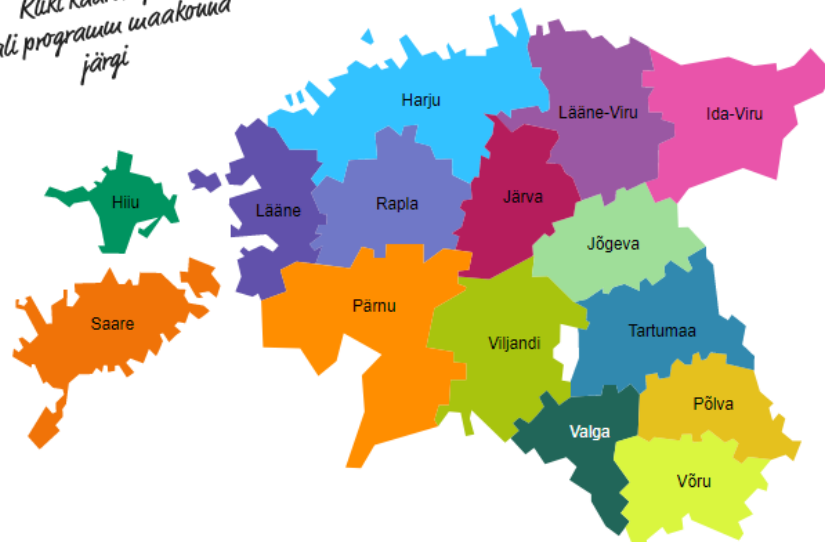 programm maakonna
järgi
Harju
Lääne-Viru
Ida-Viru
Hiiu
Lääne
Rapla
Järva
Jõgeva
Saare
Pärnu
Viljandi
Tartumaa
Valga
Põlva
Võru